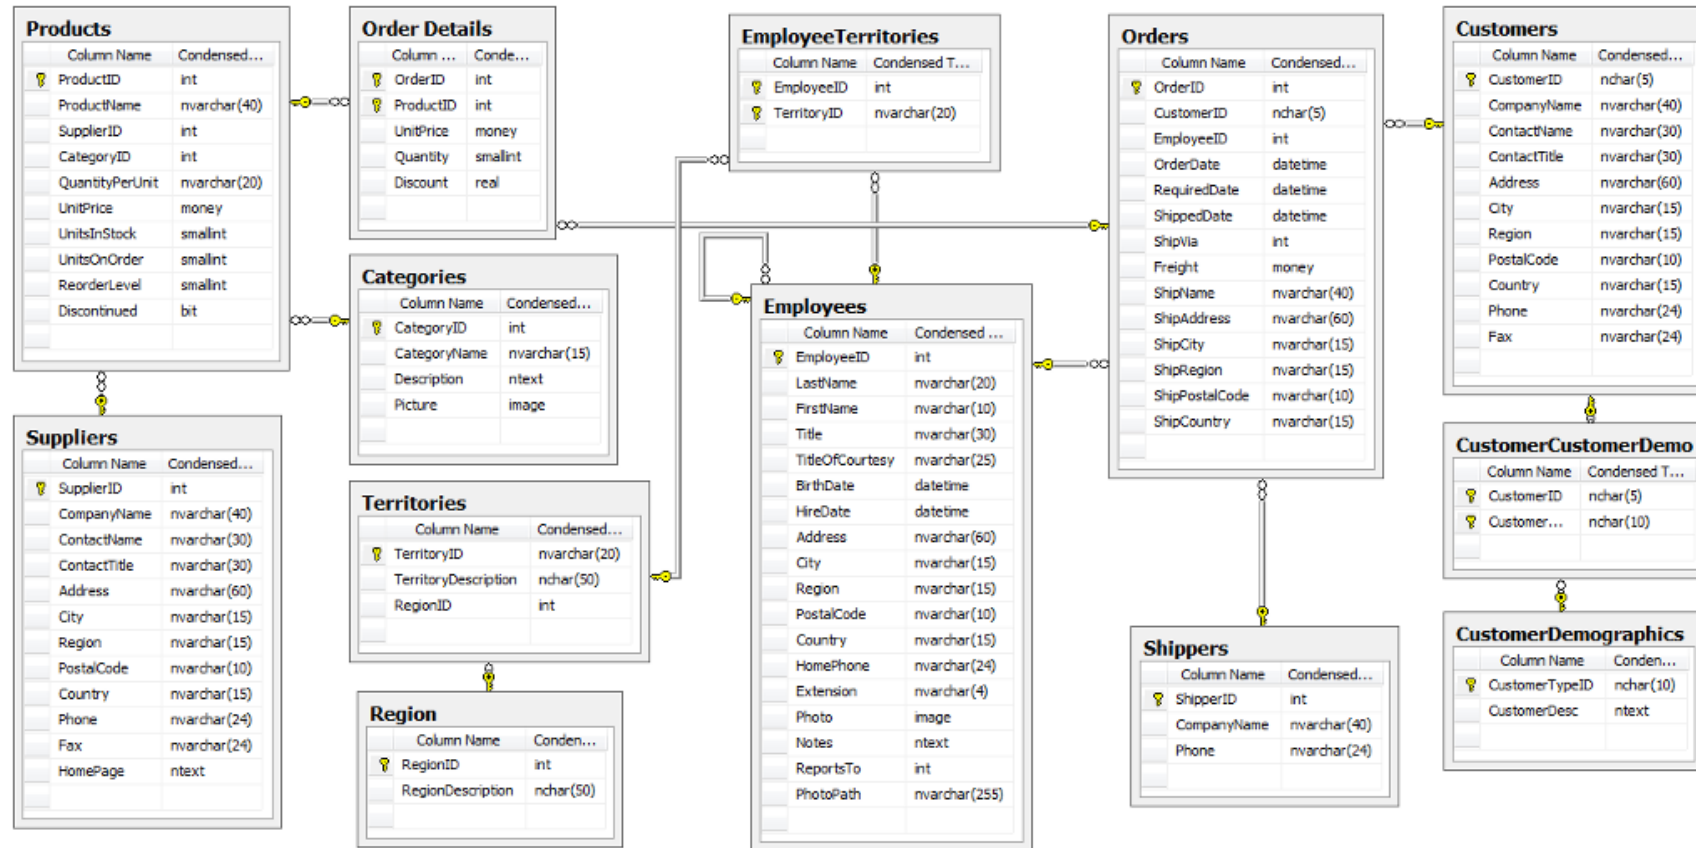 Products
Column Name Condensed...
ProductID int
ProductName nvarchar(40)
SupplierID int
CategoryID int
QuantityPerUnit nvarchar(20)
UnitPrice money
UnitsInStock smallint
UnitsOnOrder smallint
ReorderLevel smallint
Discontinued bit
Order Details
Column ... Conde...
OrderID int
ProductID int
UnitPrice money
Quantity smallint
Discount real
EmployeeTerritories
Column Name Condensed T...
EmployeeID int
TerritoryID nvarchar(20)
Orders
Column Name Condensed...
OrderID int
CustomerID nchar(5)
EmployeeID int
OrderDate datetime
RequiredDate datetime
ShippedDate datetime
ShipVia int
Freight money
ShipName nvarchar(40)
ShipAddress nvarchar(60)
ShipCity nvarchar(15)
ShipRegion nvarchar(15)
ShipPostalCode nvarchar(10)
ShipCountry nvarchar(15)
Customers
Column Name Condensed...
CustomerID nchar(5)
CompanyName nvarchar(40)
ContactName nvarchar(30)
ContactTitle nvarchar(30)
Address nvarchar(60)
City nvarchar(15)
Region nvarchar(15)
PostalCode nvarchar(10)
Country nvarchar(15)
Phone nvarchar(24)
Fax nvarchar(24)
Categories
Column Name Condensed...
CategoryID int
CategoryName nvarchar(15)
Description ntext
Picture image
Employees
Column Name Condensed ...
EmployeeID int
LastName nvarchar(20)
FirstName nvarchar(10)
Title nvarchar(30)
TitleOfCourtesy nvarchar(25)
BirthDate datetime
HireDate datetime
Address nvarchar(60)
City nvarchar(15)
Region nvarchar(15)
PostalCode nvarchar(10)
Country nvarchar(15)
HomePhone nvarchar(24)
Extension nvarchar(4)
Photo image
Notes ntext
ReportsTo int
PhotoPath nvarchar(255)
Suppliers
Column Name Condensed...
SupplierID int
CompanyName nvarchar(40)
ContactName nvarchar(30)
ContactTitle nvarchar(30)
Address nvarchar(60)
City nvarchar(15)
Region nvarchar(15)
PostalCode nvarchar(10)
Country nvarchar(15)
Phone nvarchar(24)
Fax nvarchar(24)
HomePage ntext
Territories
Column Name Condensed...
TerritoryID nvarchar(20)
TerritoryDescription nchar(50)
RegionID int
Region
Column Name Conden...
RegionID int
RegionDescription nchar(50)
CustomerCustomerDemo
Column Name Condensed T...
CustomerID nchar(5)
Customer... nchar(10)
Shippers
Column Name Condensed...
ShipperID int
CompanyName nvarchar(40)
Phone nvarchar(24)
CustomerDemographics
Column Name Conden...
CustomerTypeID nchar(10)
CustomerDesc ntext